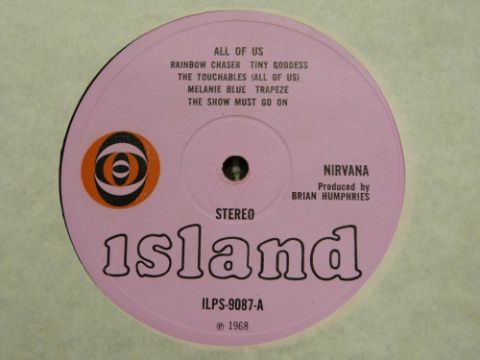 ALL OF US
RAINBOW CHASER TINY GODDESS
THE TOUCHABLES (ALL OF US)
MELANIE BLUE TRAPEZE
THE SHOW MUST GO ON
NIRVANA
Produced by
BRIAN HUMPHRIES
STEREO
island
ILPS-9087-A
℗ 1968